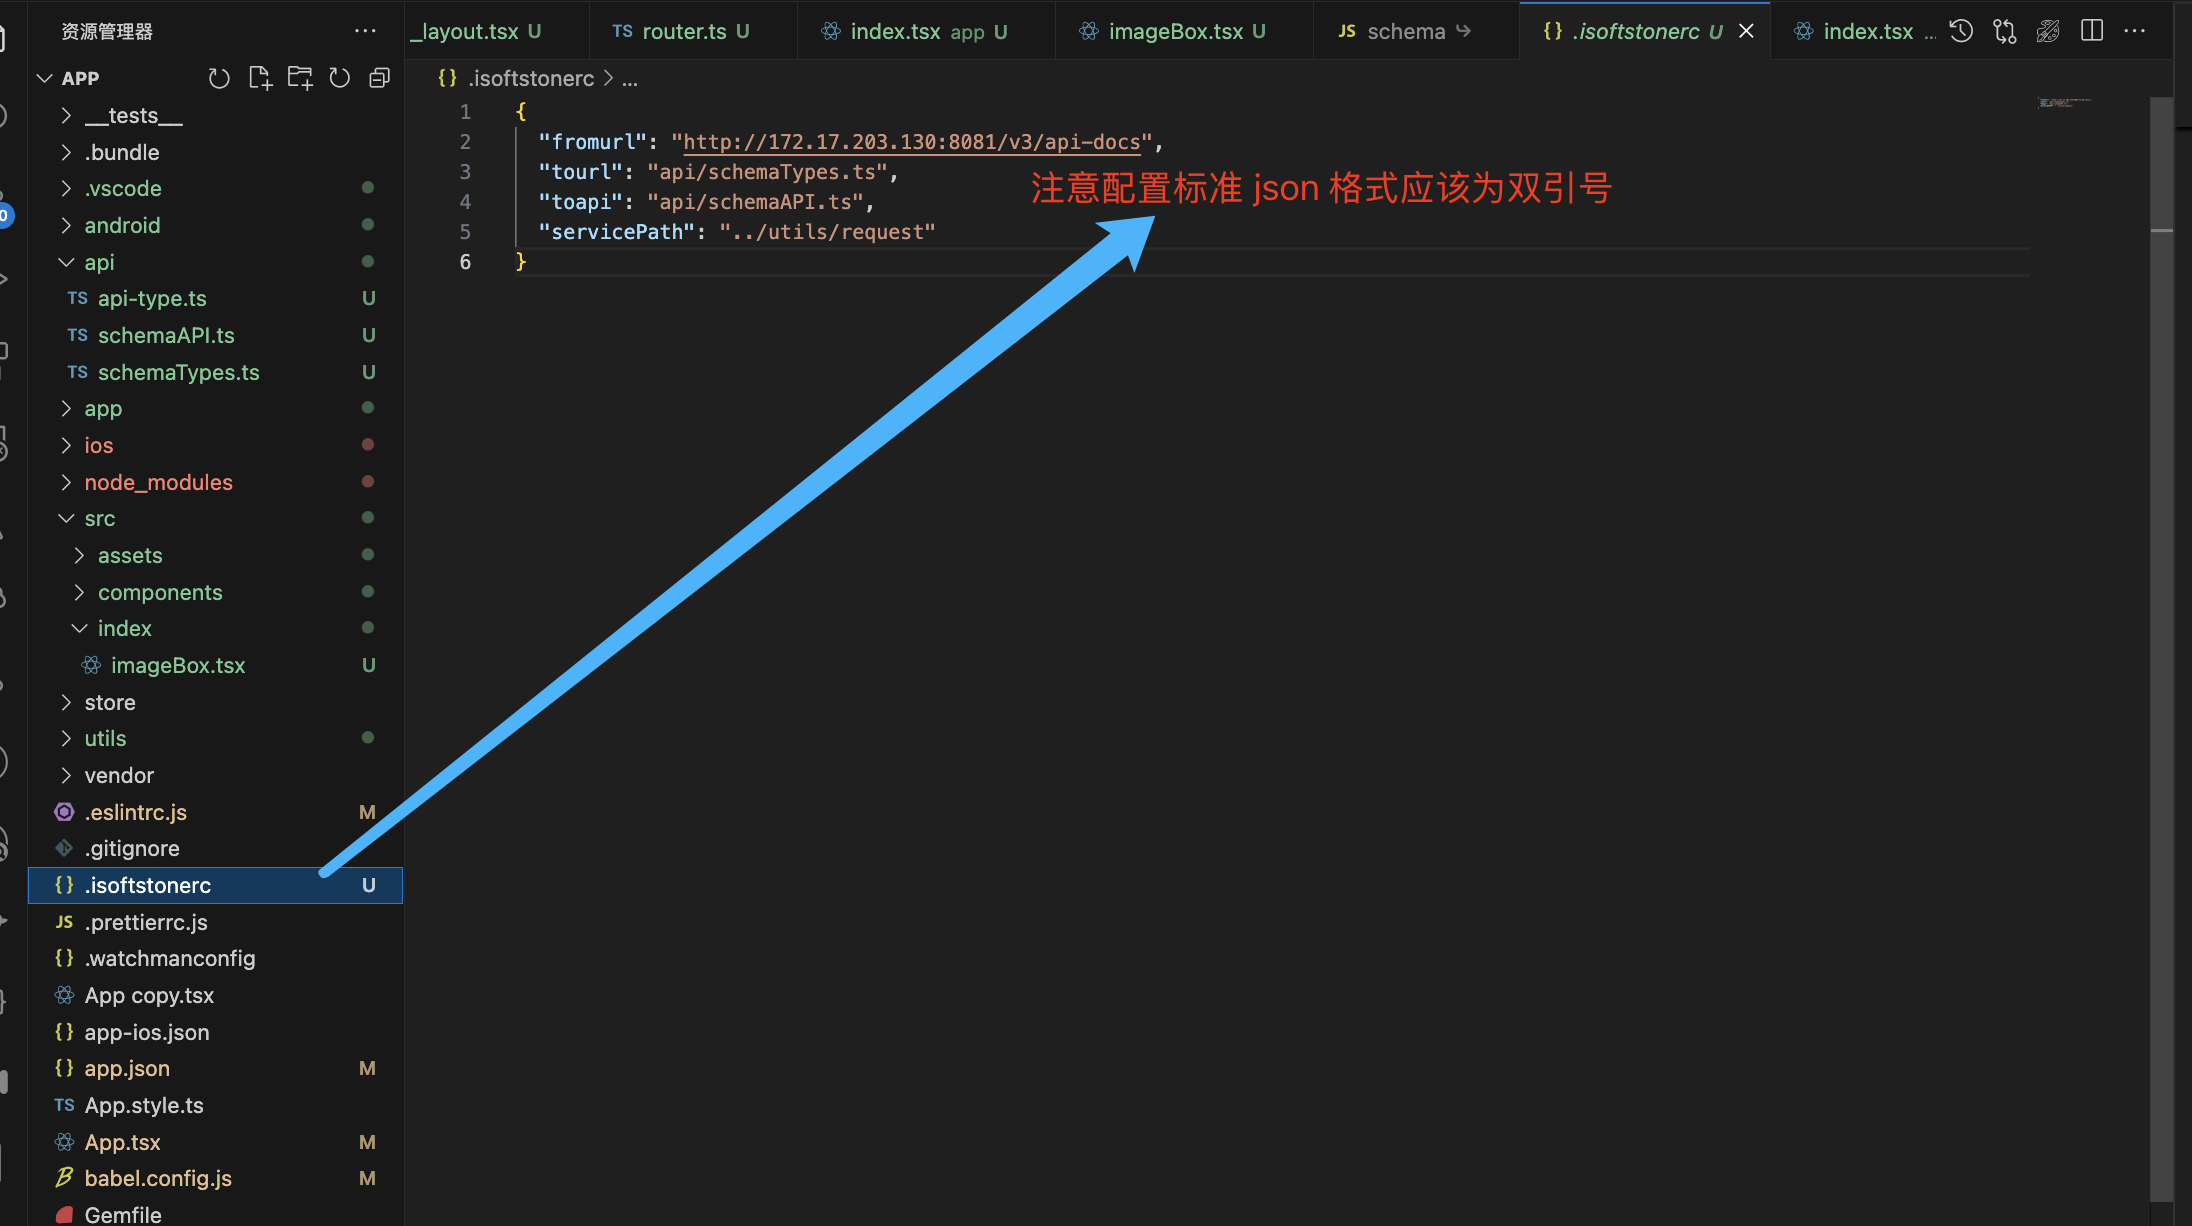 资源管理器
_layout.tsx U
TS router.ts U
index.tsx app U
imageBox.tsx U
JS schema
{} .isoftstonerc U
index.tsx ...
APP
{} .isoftstonerc > ...
__tests__
.bundle
.vscode
android
api
TS api-type.ts U
TS schemaAPI.ts U
TS schemaTypes.ts U
app
ios
node_modules
src
assets
components
index
imageBox.tsx U
store
utils
vendor
.eslintrc.js M
.gitignore
{} .isoftstonerc U
JS .prettierrc.js
{} .watchmanconfig
App copy.tsx
{} app-ios.json
{} app.json M
TS App.style.ts
App.tsx M
babel.config.js M
Gemfile
1 {
2 "fromurl": "http://172.17.203.130:8081/v3/api-docs",
3 "tourl": "api/schemaTypes.ts",
4 "toapi": "api/schemaAPI.ts",
5 "servicePath": "../utils/request"
6 }
注意配置标准 json 格式应该为双引号